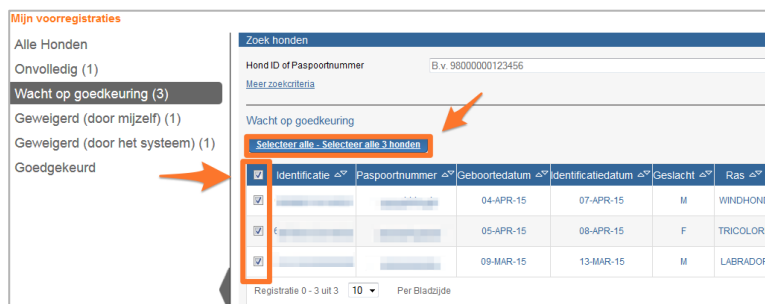 Mijn voorregistraties
Alle Honden
Onvolledig (1)
Wacht op goedkeuring (3)
Geweigerd (door mijzelf) (1)
Geweigerd (door het systeem) (1)
Goedgekeurd
Zoek honden
Hond ID of Paspoortnummer B.v. 98000000123456
Meer zoekcriteria
Wacht op goedkeuring
Selecteer alle - Selecteer alle 3 honden
Identificatie Paspoortnummer Geboortedatum Identificatiedatum Geslacht Ras
04-APR-15 07-APR-15 M WINDHOND
05-APR-15 08-APR-15 F TRICOLOR
09-MAR-15 13-MAR-15 M LABRADOR
Registratie 0 - 3 uit 3 10 Per Bladzijde